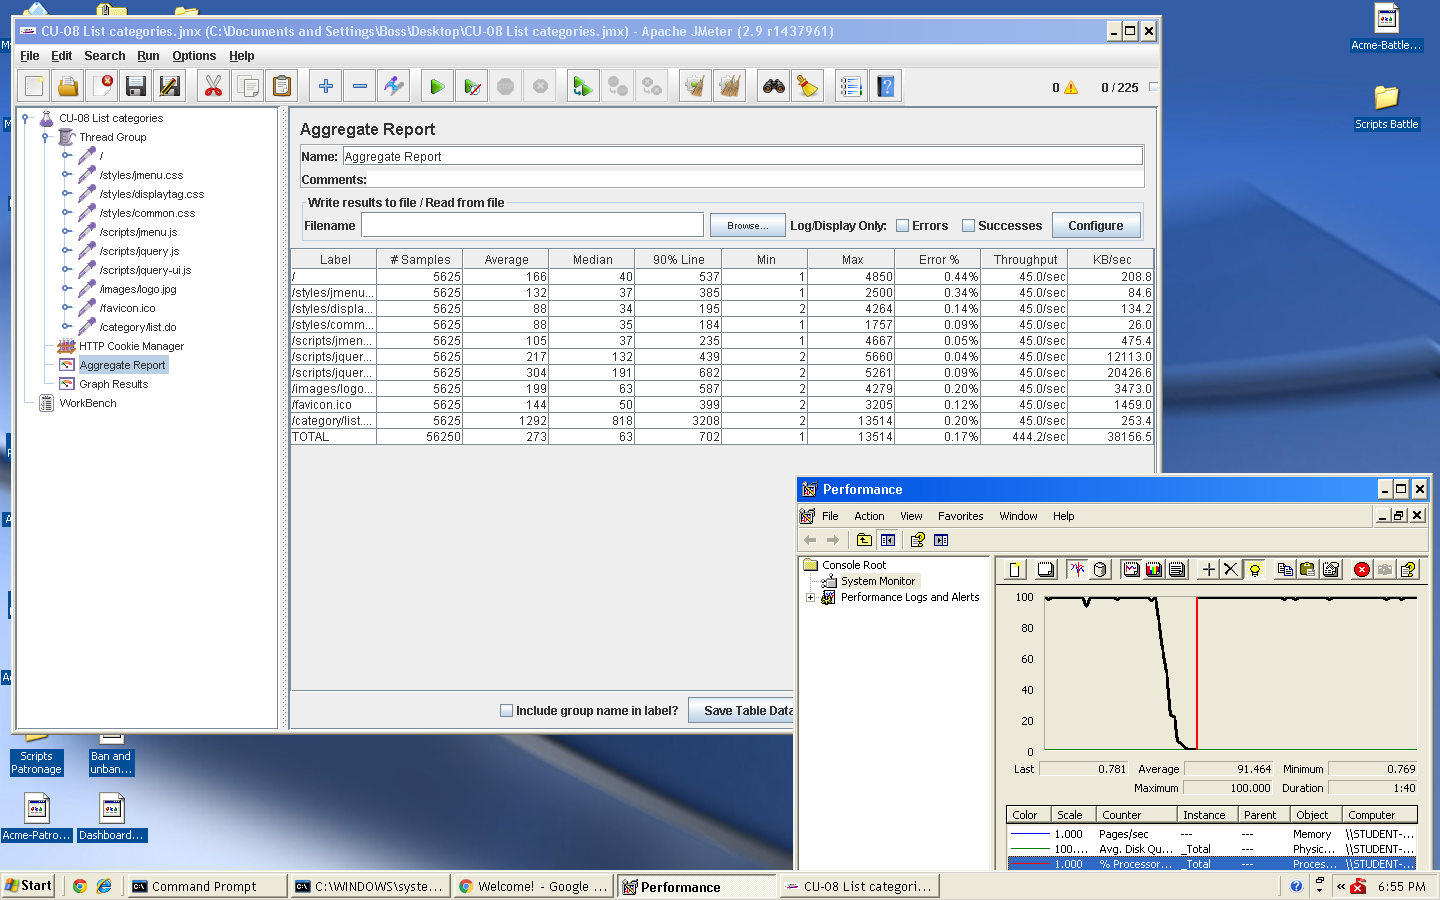 CU-08 List categories.jmx (C:\Documents and Settings\Boss\Desktop\CU-08 List categories.jmx) - Apache JMeter (2.9 r1437961)
File Edit Search Run Options Help
0 0 / 225
CU-08 List categories
Thread Group
/
/styles/jmenu.css
/styles/displaytag.css
/styles/common.css
/scripts/jmenu.js
/scripts/jquery.js
/scripts/jquery-ui.js
/images/logo.jpg
/favicon.ico
/category/list.do
HTTP Cookie Manager
Aggregate Report
Graph Results
WorkBench
Aggregate Report
Name: Aggregate Report
Comments:
Write results to file / Read from file
Filename Browse... Log/Display Only: Errors Successes Configure
Label # Samples Average Median 90% Line Min Max Error % Throughput KB/sec
/ 5625 166 40 537 1 4850 0.44% 45.0/sec 208.8
/styles/jmenu... 5625 132 37 385 1 2500 0.34% 45.0/sec 84.6
/styles/displa... 5625 88 34 195 2 4264 0.14% 45.0/sec 134.2
/styles/comm... 5625 88 35 184 1 1757 0.09% 45.0/sec 26.0
/scripts/jmen... 5625 105 37 235 1 4667 0.05% 45.0/sec 475.4
/scripts/jquer... 5625 217 132 439 2 5660 0.04% 45.0/sec 12113.0
/scripts/jquer... 5625 304 191 682 2 5261 0.09% 45.0/sec 20426.6
/images/logo... 5625 199 63 587 2 4279 0.20% 45.0/sec 3473.0
/favicon.ico 5625 144 50 399 2 3205 0.12% 45.0/sec 1459.0
/category/list.... 5625 1292 818 3208 2 13514 0.20% 45.0/sec 253.4
TOTAL 56250 273 63 702 1 13514 0.17% 444.2/sec 38156.5
Include group name in label? Save Table Data
Acme-Battle...
Scripts Battle
Scripts
Patronage
Ban and
unban...
Acme-Patro...
Dashboard...
Performance
File Action View Favorites Window Help
Console Root
System Monitor
Performance Logs and Alerts
100
80
60
40
20
0
Last 0.781 Average 91.464 Minimum 0.769
Maximum 100.000 Duration 1:40
Color Scale Counter Instance Parent Object Computer
1.000 Pages/sec --- --- Memory \\STUDENT-...
100.... Avg. Disk Qu... _Total --- Physic... \\STUDENT-...
1.000 % Processor... _Total --- Proces... \\STUDENT-...
Start Command Prompt C:\WINDOWS\system... Welcome! - Google ... Performance CU-08 List categori... 6:55 PM